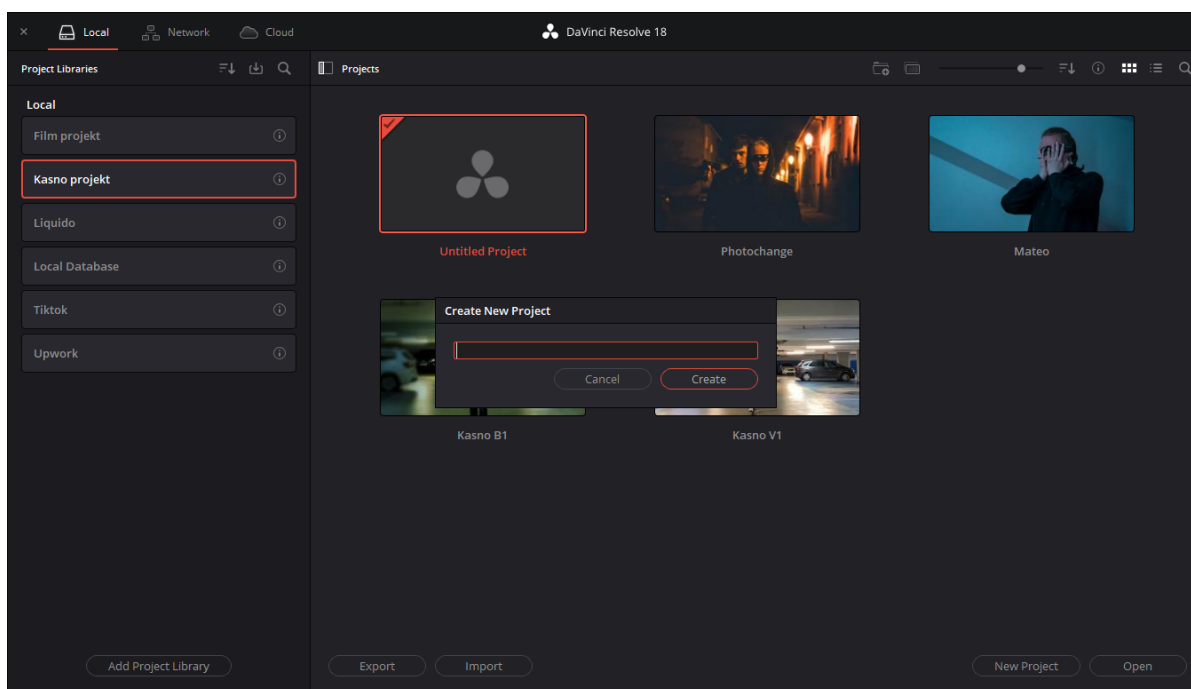 Local
Network
Cloud
DaVinci Resolve 18
Project Libraries
Projects
Local
Film projekt
Kasno projekt
Liquido
Local Database
Tiktok
Upwork
Untitled Project
Photochange
Mateo
Create New Project
Cancel
Create
Kasno B1
Kasno V1
Add Project Library
Export
Import
New Project
Open